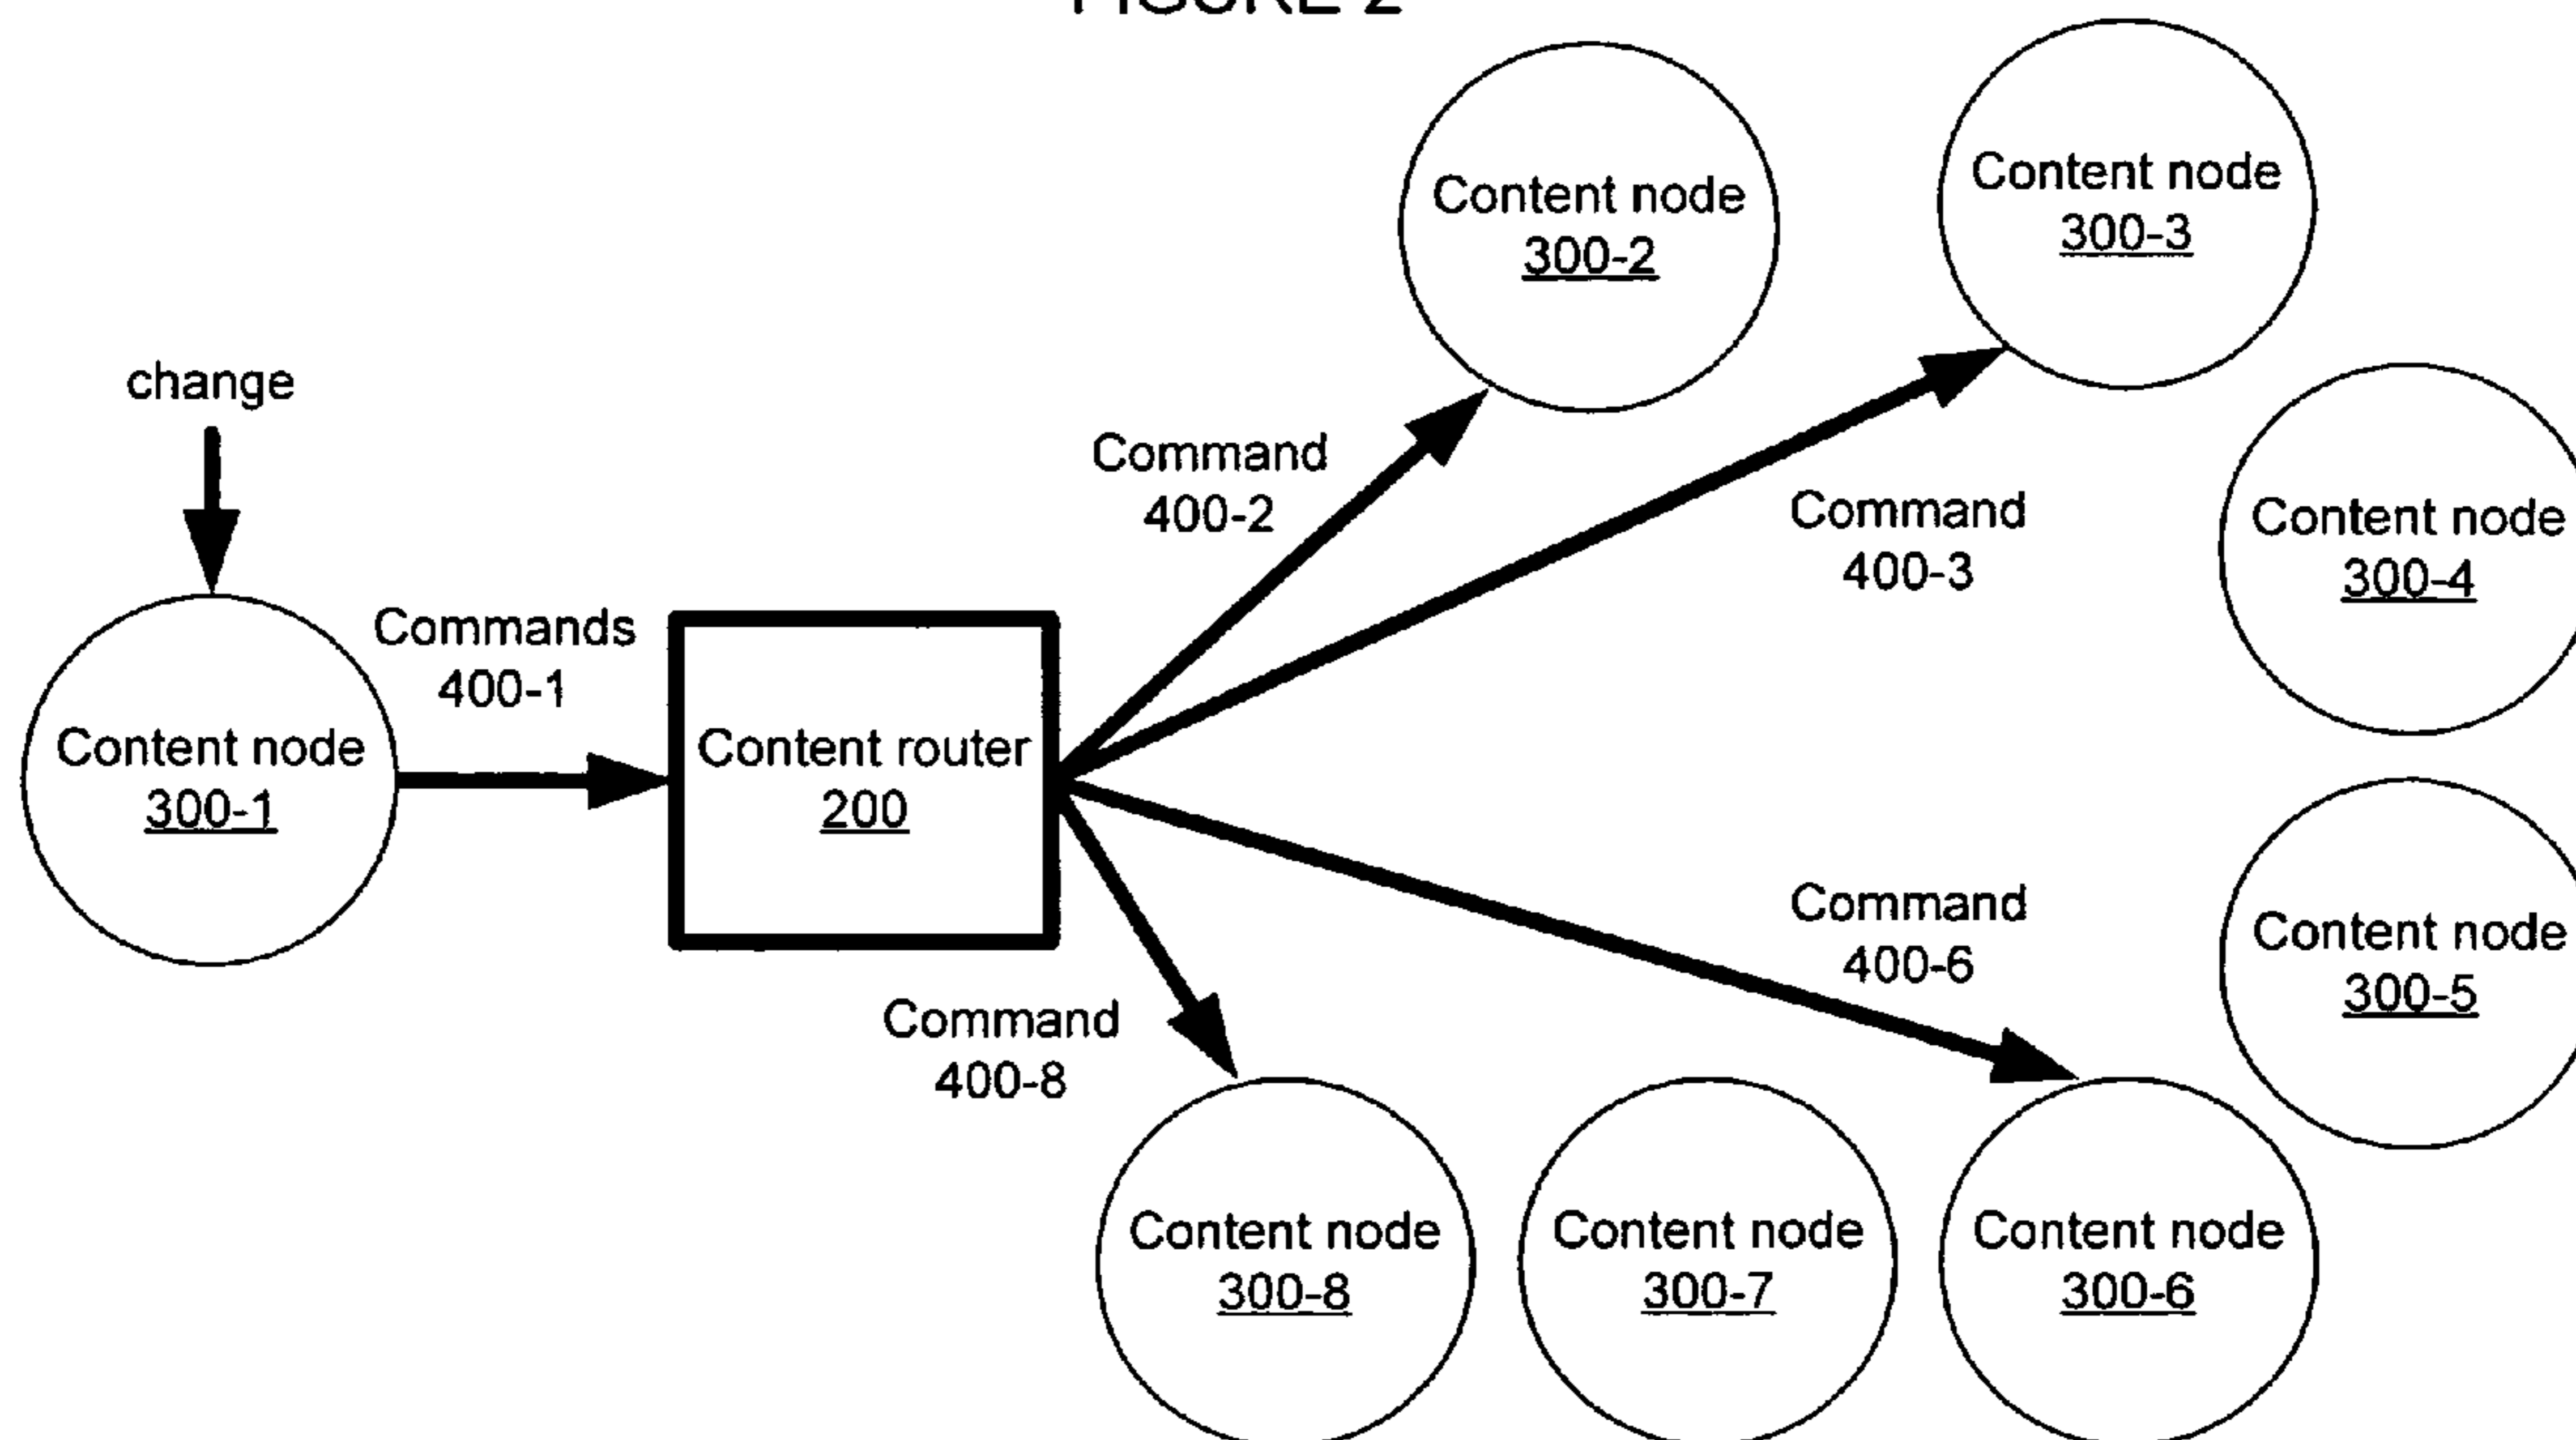 FIGURE 2
Content node
300-2
Content node
300-3
change
Command
400-2
Command
400-3
Content node
300-4
Commands
400-1
Content node
300-1
Content router
200
Command
400-6
Content node
300-5
Command
400-8
Content node
300-8
Content node
300-7
Content node
300-6